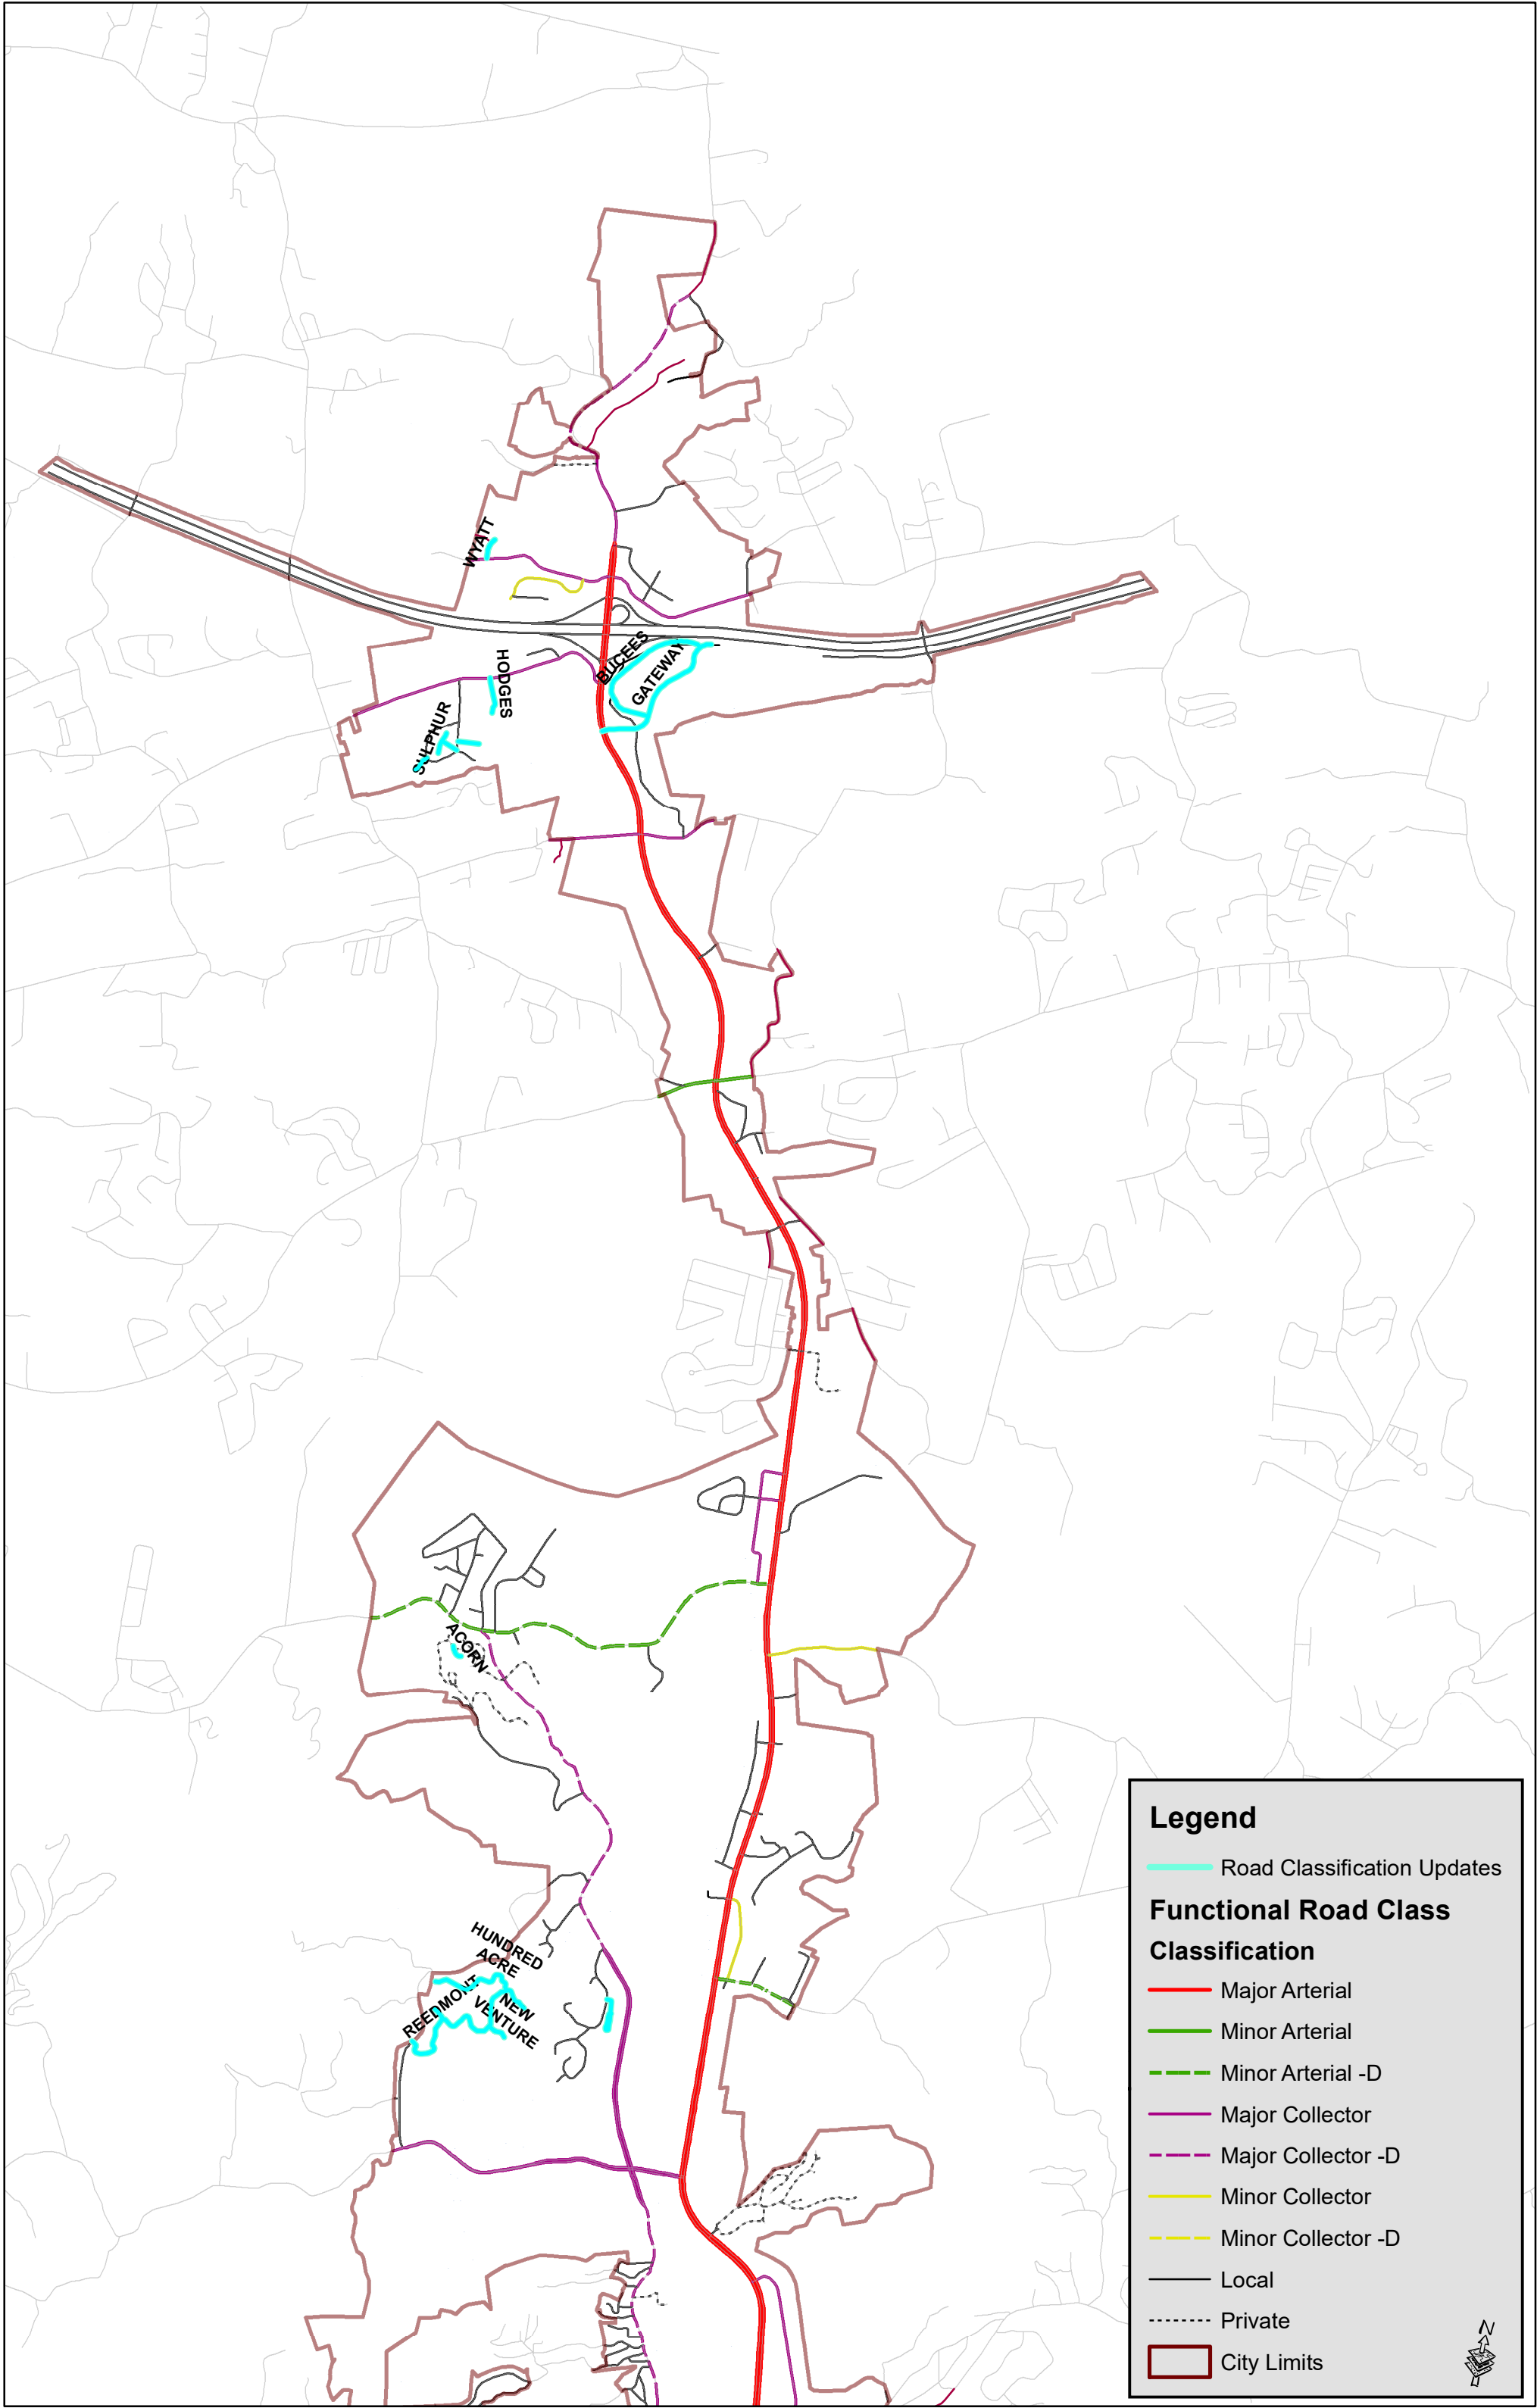 WYATT
BUCEES
GATEWAY
HODGES
SULPHUR
ACORN
HUNDRED
ACRE
REEDMONT
NEW
VENTURE
Legend
Road Classification Updates
Functional Road Class
Classification
Major Arterial
Minor Arterial
Minor Arterial -D
Major Collector
Major Collector -D
Minor Collector
Minor Collector -D
Local
Private
City Limits
N